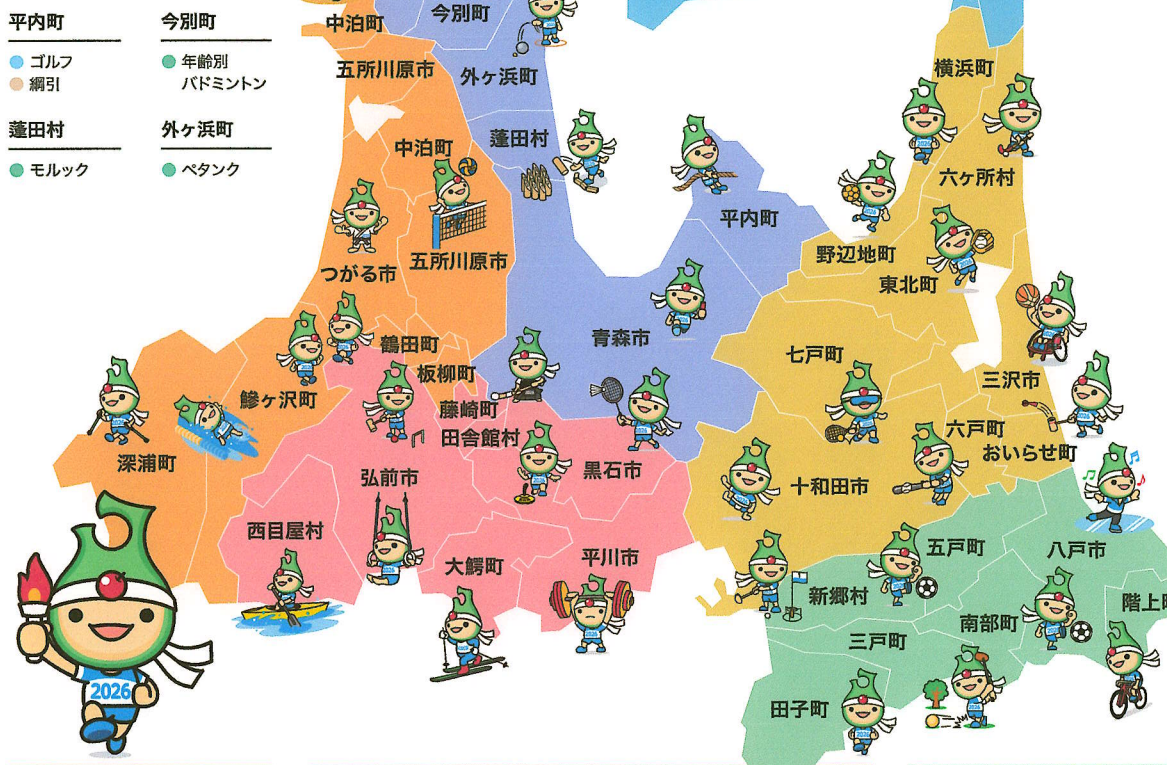 平内町
ゴルフ
綱引
今別町
年齢別
バドミントン
蓬田村
モルック
外ヶ浜町
ペタンク
中泊町
今別町
五所川原市
外ヶ浜町
横浜町
中泊町
蓬田村
六ヶ所村
平内町
つがる市
五所川原市
野辺地町
東北町
青森市
鶴田町
板柳町
七戸町
三沢市
鰺ヶ沢町
藤崎町
田舎館村
六戸町
おいらせ町
深浦町
弘前市
黒石市
十和田市
西目屋村
大鰐町
平川市
五戸町
八戸市
新郷村
南部町
階上
三戸町
田子町
2026